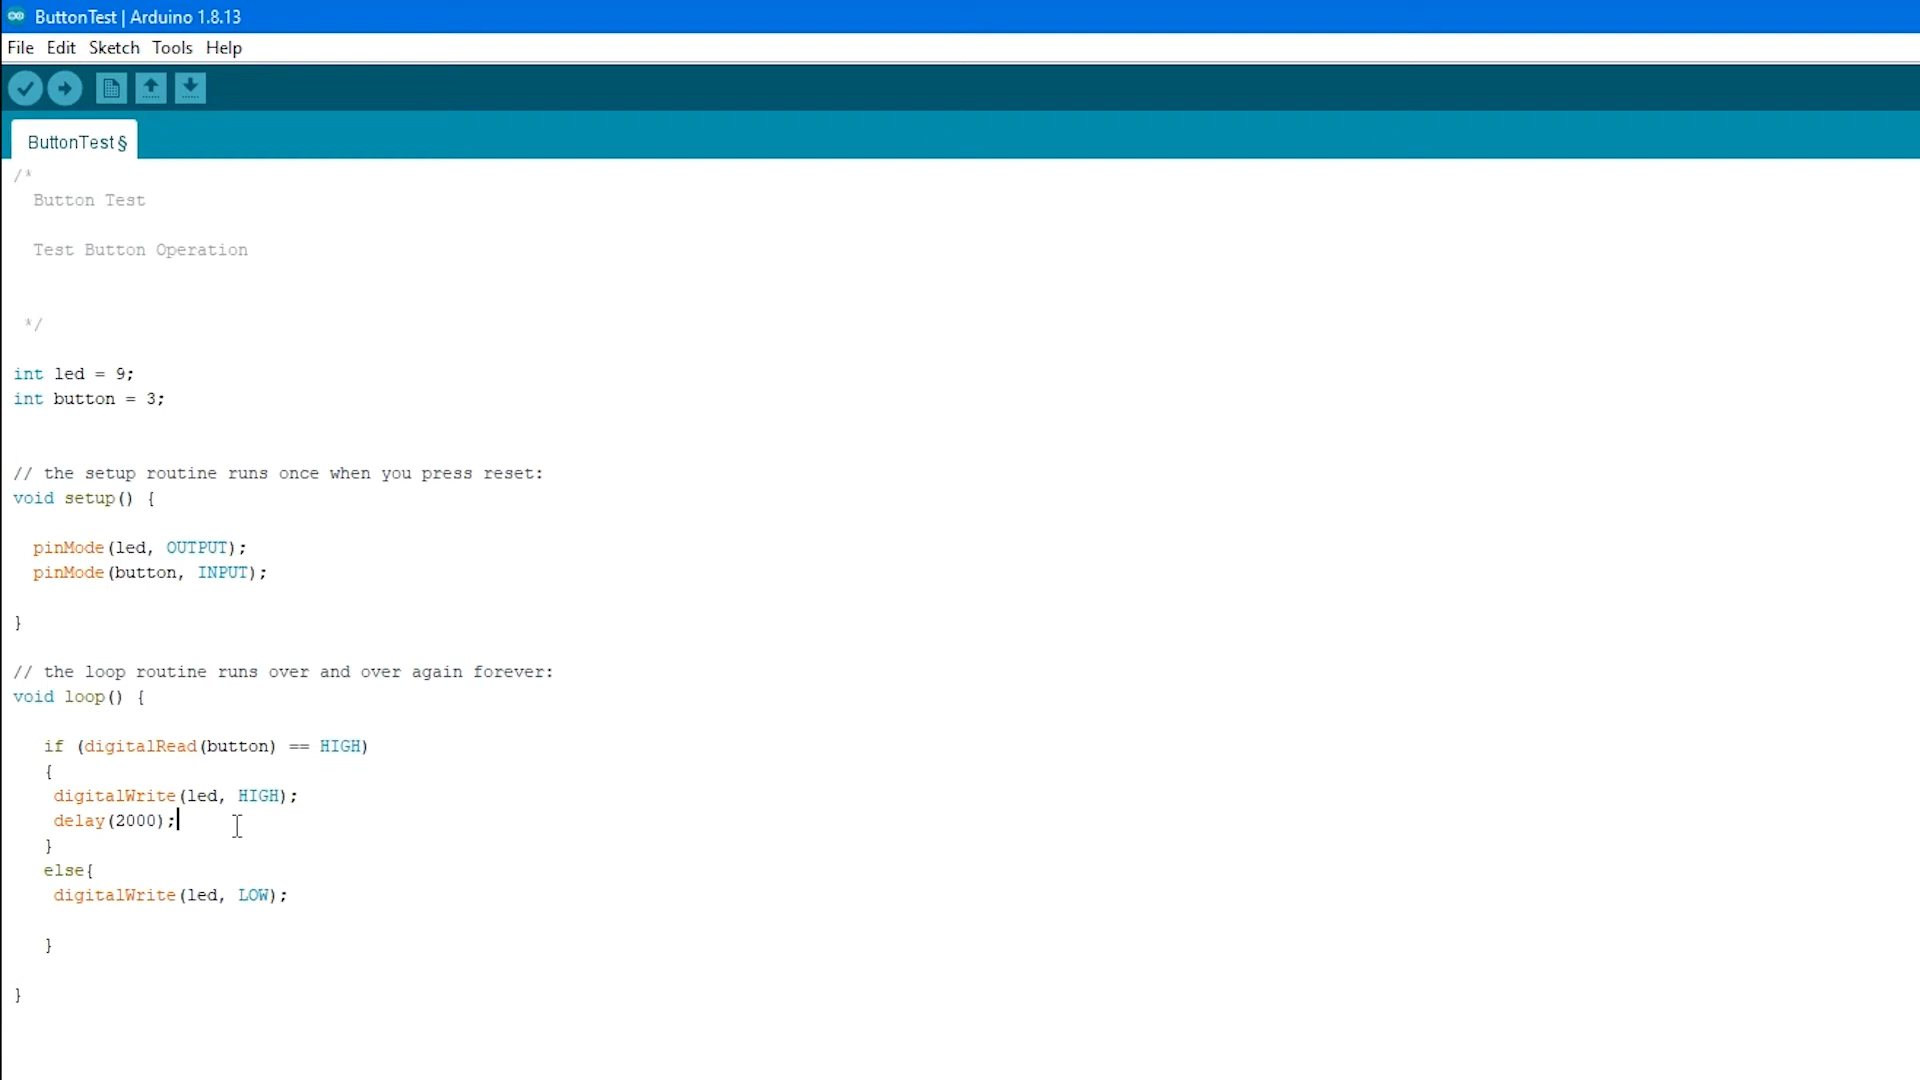 ButtonTest | Arduino 1.8.13
File Edit Sketch Tools Help
ButtonTest §
/*
Button Test
Test Button Operation
*/
int led = 9;
int button = 3;
// the setup routine runs once when you press reset:
void setup() {
pinMode(led, OUTPUT);
pinMode(button, INPUT);
}
// the loop routine runs over and over again forever:
void loop() {
if (digitalRead(button) == HIGH)
{
digitalWrite(led, HIGH);
delay(2000);
}
else{
digitalWrite(led, LOW);
}
}